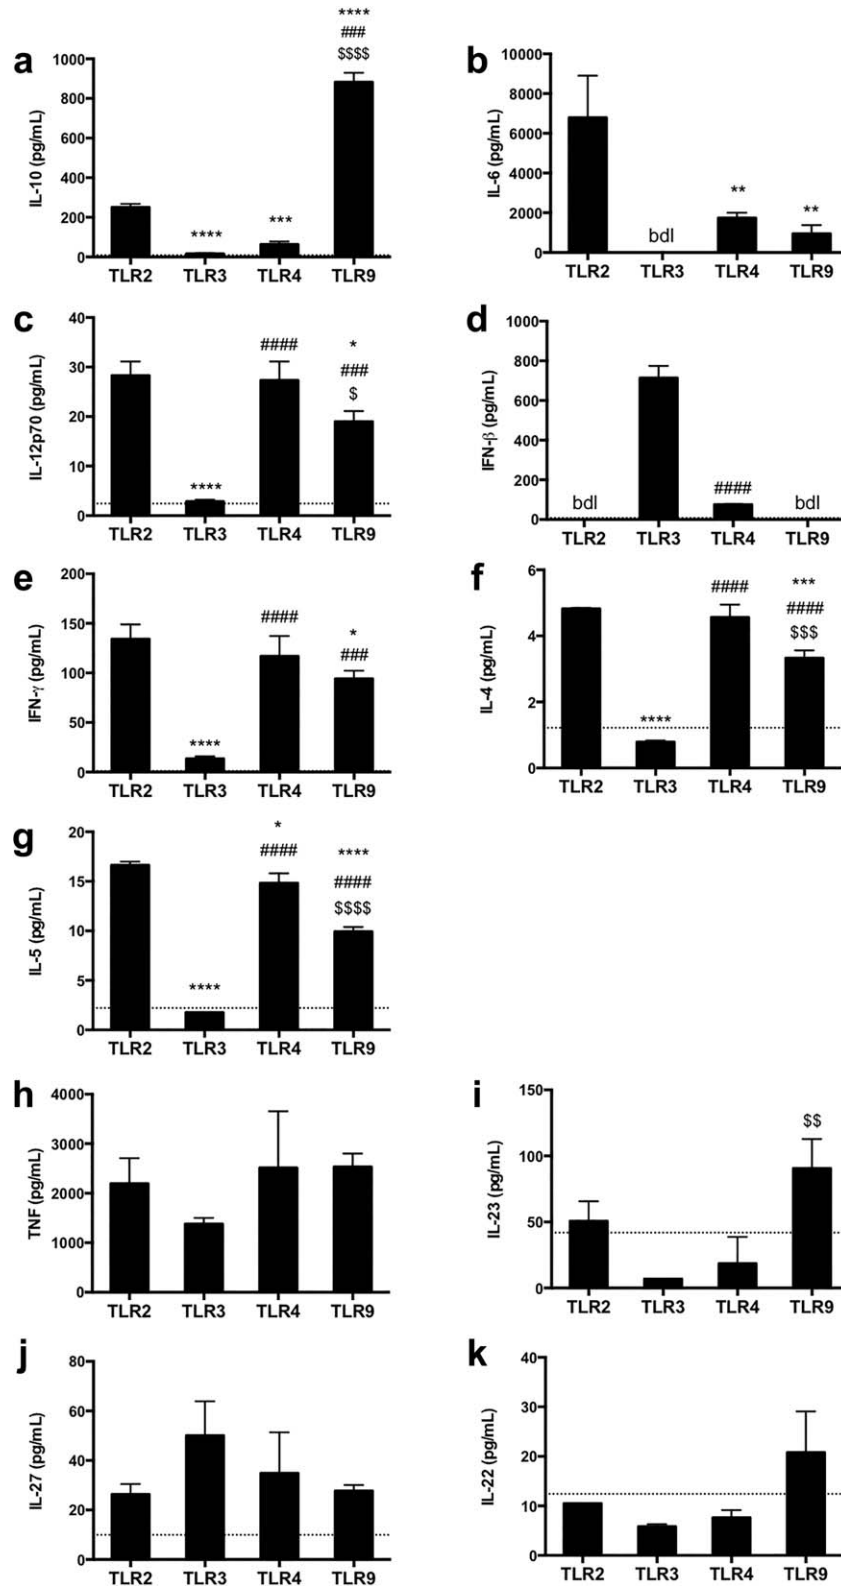 a
****
###
$$$$
1000
800
600
400
200
0
IL-10 (pg/mL)
****
***
TLR2 TLR3 TLR4 TLR9
b
10000
8000
6000
4000
2000
0
IL-6 (pg/mL)
bdl
**
**
TLR2 TLR3 TLR4 TLR9
c
40
30
20
10
0
IL-12p70 (pg/mL)
****
####
*
###
$
TLR2 TLR3 TLR4 TLR9
d
1000
800
600
400
200
0
IFN-β (pg/mL)
bdl
####
bdl
TLR2 TLR3 TLR4 TLR9
e
200
150
100
50
0
IFN-γ (pg/mL)
****
####
*
###
TLR2 TLR3 TLR4 TLR9
f
6
4
2
0
IL-4 (pg/mL)
****
####
***
####
$$$
TLR2 TLR3 TLR4 TLR9
g
20
15
10
5
0
IL-5 (pg/mL)
****
*
####
****
####
$$$$
TLR2 TLR3 TLR4 TLR9
h
4000
3000
2000
1000
0
TNF (pg/mL)
TLR2 TLR3 TLR4 TLR9
i
150
100
50
0
IL-23 (pg/mL)
$$
TLR2 TLR3 TLR4 TLR9
j
80
60
40
20
0
IL-27 (pg/mL)
TLR2 TLR3 TLR4 TLR9
k
40
30
20
10
0
IL-22 (pg/mL)
TLR2 TLR3 TLR4 TLR9